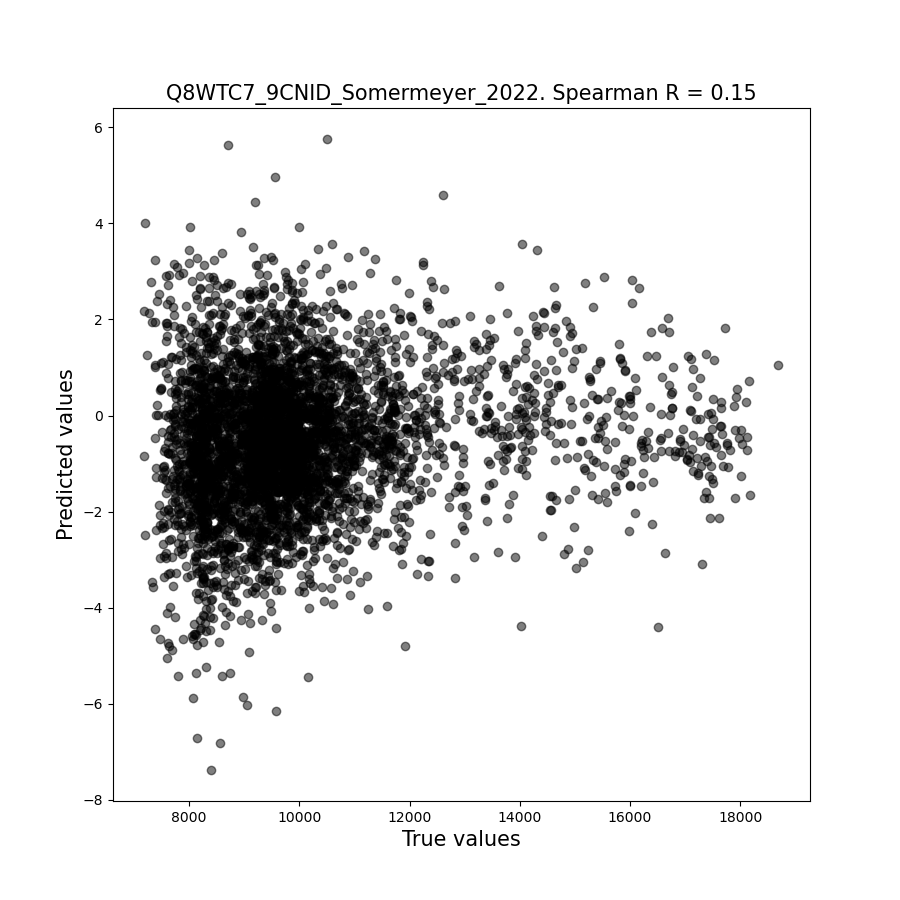 Q8WTC7_9CNID_Somermeyer_2022. Spearman R = 0.15
6
4
2
0
−2
−4
−6
−8
Predicted values
8000 10000 12000 14000 16000 18000
True values